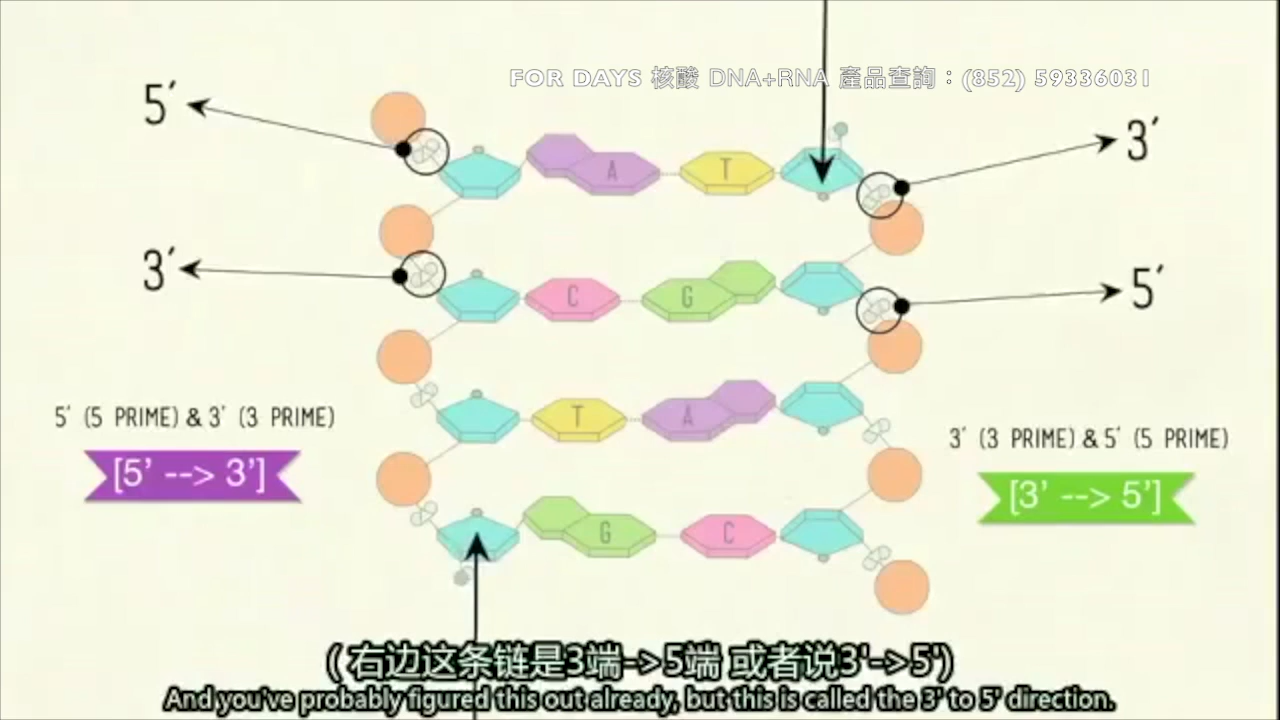 FOR DAYS 核酸 DNA+RNA 產品查詢：(852) 59336031
5′
3′
A T
3′
5′
C G
5′ (5 PRIME) & 3′ (3 PRIME)
[5' --> 3']
T A
3′ (3 PRIME) & 5′ (5 PRIME)
[3' --> 5']
G C
( 右边这条链是3端->5端 或者说3'->5')
And you've probably figured this out already, but this is called the 3' to 5' direction.